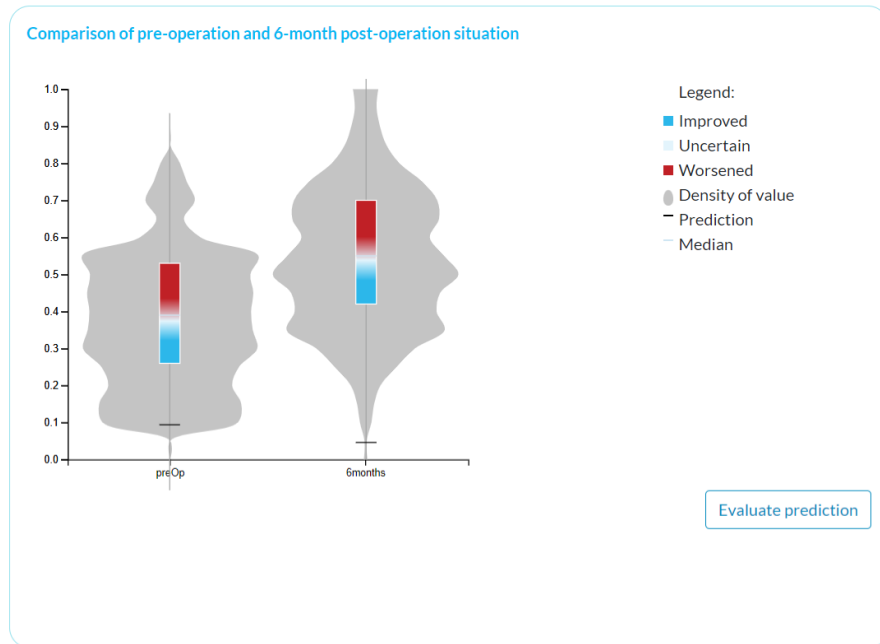 Comparison of pre-operation and 6-month post-operation situation
1.0
0.9
0.8
0.7
0.6
0.5
0.4
0.3
0.2
0.1
0.0
preOp
6months
Legend:
Improved
Uncertain
Worsened
Density of value
Prediction
Median
Evaluate prediction